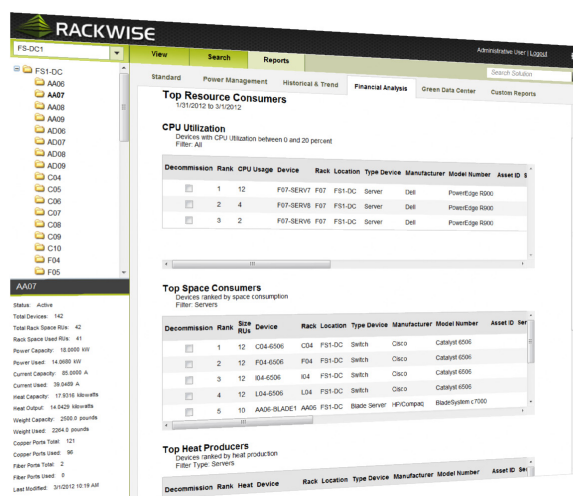 RACKWISE
FS-DC1
View Search Reports
Administrative User | Logout
Search Solution
Standard Power Management Historical & Trend Financial Analysis Green Data Center Custom Reports
FS1-DC
AA06
AA07
AA08
AA09
AD06
AD07
AD08
AD09
C04
C05
C06
C07
C08
C09
C10
F04
F05
AA07
Status: Active
Total Devices: 142
Total Rack Space RUs: 42
Rack Space Used RUs: 41
Power Capacity: 18.0000 kW
Power Used: 14.0660 kW
Current Capacity: 85.0000 A
Current Used: 39.0489 A
Heat Capacity: 17.9316 kilowatts
Heat Output: 14.0429 kilowatts
Weight Capacity: 2500.0 pounds
Weight Used: 2264.0 pounds
Copper Ports Total: 121
Copper Ports Used: 96
Fiber Ports Total: 2
Fiber Ports Used: 0
Last Modified: 3/1/2012 10:19 AM
Top Resource Consumers
1/31/2012 to 3/1/2012
CPU Utilization
Devices with CPU Utilization between 0 and 20 percent
Filter: All
Decommission Rank CPU Usage Device Rack Location Type Device Manufacturer Model Number Asset ID S
1 12 F07-SERV7 F07 FS1-DC Server Dell PowerEdge R900
2 4 F07-SERV8 F07 FS1-DC Server Dell PowerEdge R900
3 2 F07-SERV6 F07 FS1-DC Server Dell PowerEdge R900
Top Space Consumers
Devices ranked by space consumption
Filter: Servers
Decommission Rank Size RUs Device Rack Location Type Device Manufacturer Model Number Asset ID Ser
1 12 C04-6506 C04 FS1-DC Switch Cisco Catalyst 6506
2 12 F04-6506 F04 FS1-DC Switch Cisco Catalyst 6506
3 12 I04-6506 I04 FS1-DC Switch Cisco Catalyst 6506
4 12 L04-6506 L04 FS1-DC Switch Cisco Catalyst 6506
5 10 AA06-BLADE1 AA06 FS1-DC Blade Server HP/Compaq BladeSystem c7000
Top Heat Producers
Devices ranked by heat production
Filter Type: Servers
Decommission Rank Heat Device Rack Location Type Device Manufacturer Model Number Asset ID Sec